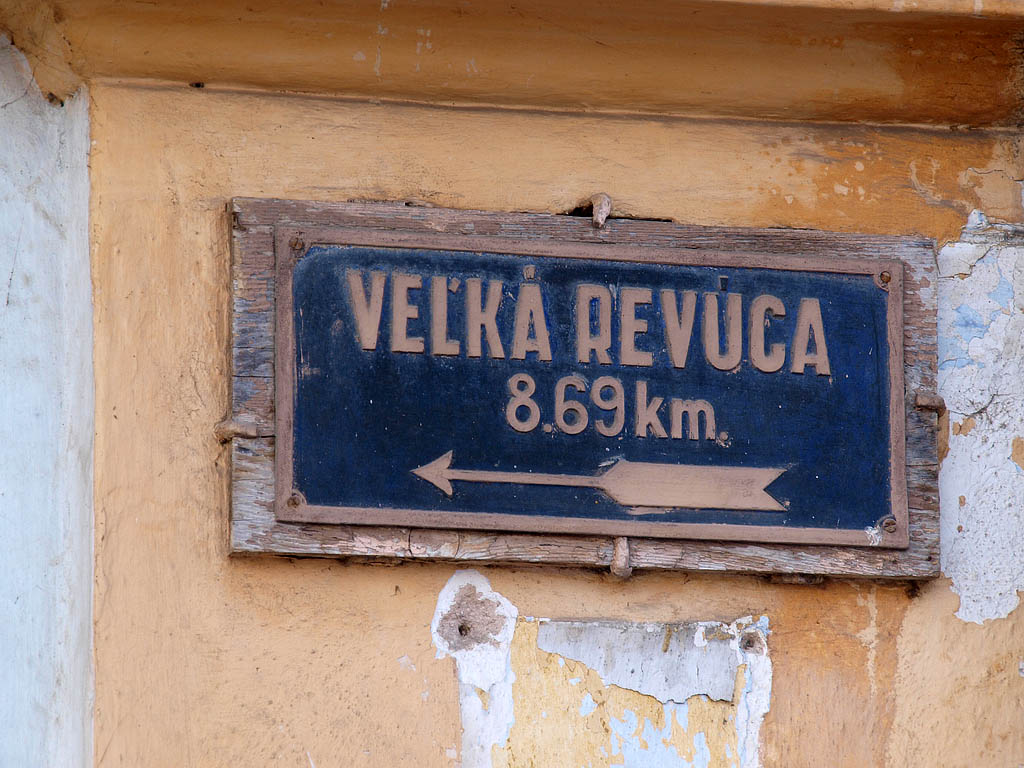 VEĽKÁ REVÚCA
8.69 km.